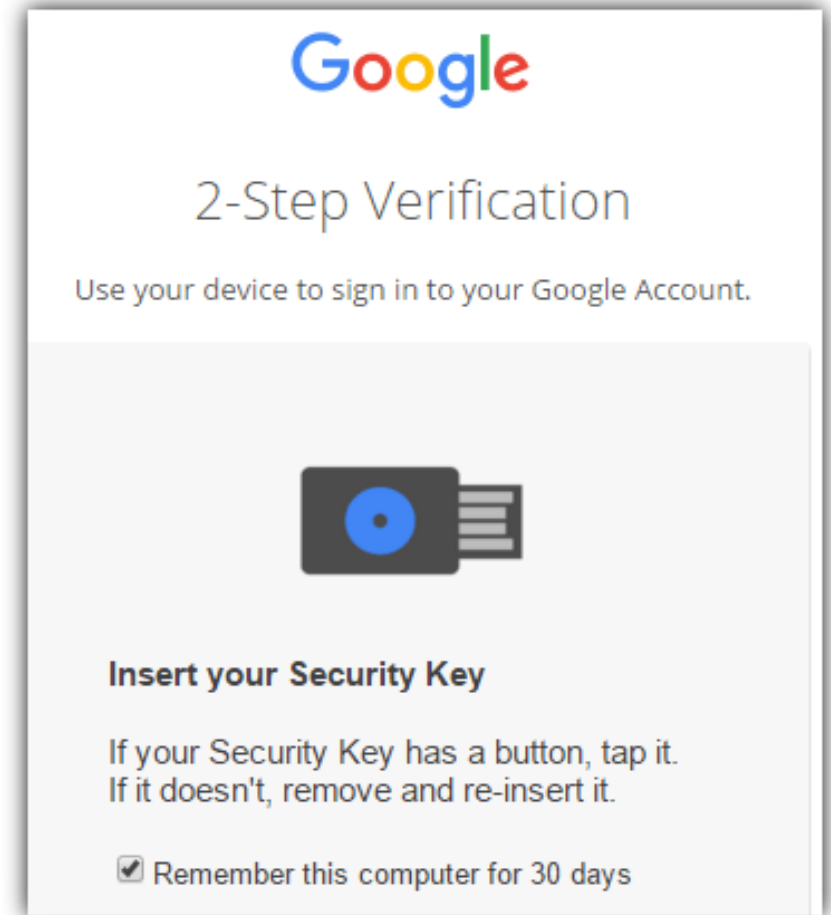 Google
2-Step Verification
Use your device to sign in to your Google Account.
Insert your Security Key
If your Security Key has a button, tap it.
If it doesn't, remove and re-insert it.
Remember this computer for 30 days